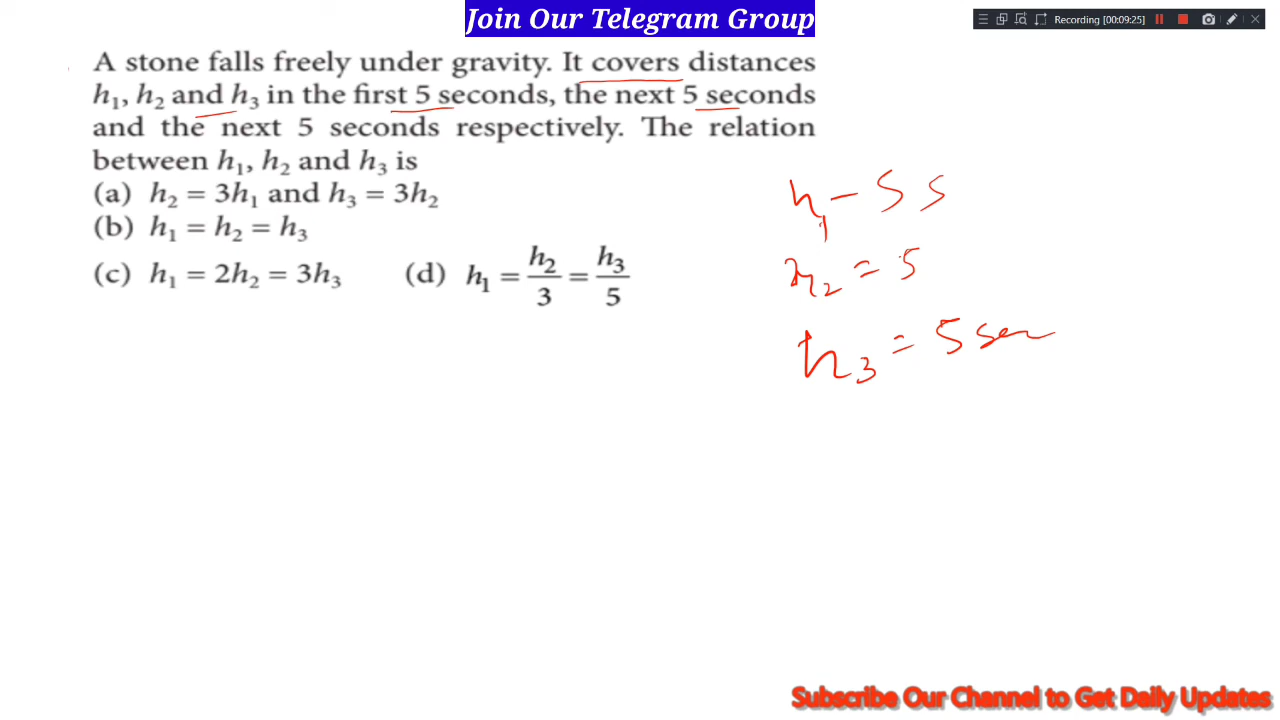 Join Our Telegram Group
Recording [00:09:25]
A stone falls freely under gravity. It covers distances
h₁, h₂ and h₃ in the first 5 seconds, the next 5 seconds
and the next 5 seconds respectively. The relation
between h₁, h₂ and h₃ is
(a) h₂ = 3h₁ and h₃ = 3h₂
(b) h₁ = h₂ = h₃
(c) h₁ = 2h₂ = 3h₃ (d) h₁ = h₂/3 = h₃/5
h₁ – 5 s
h₂ = 5
h₃ = 5 sec
Subscribe Our Channel to Get Daily Updates